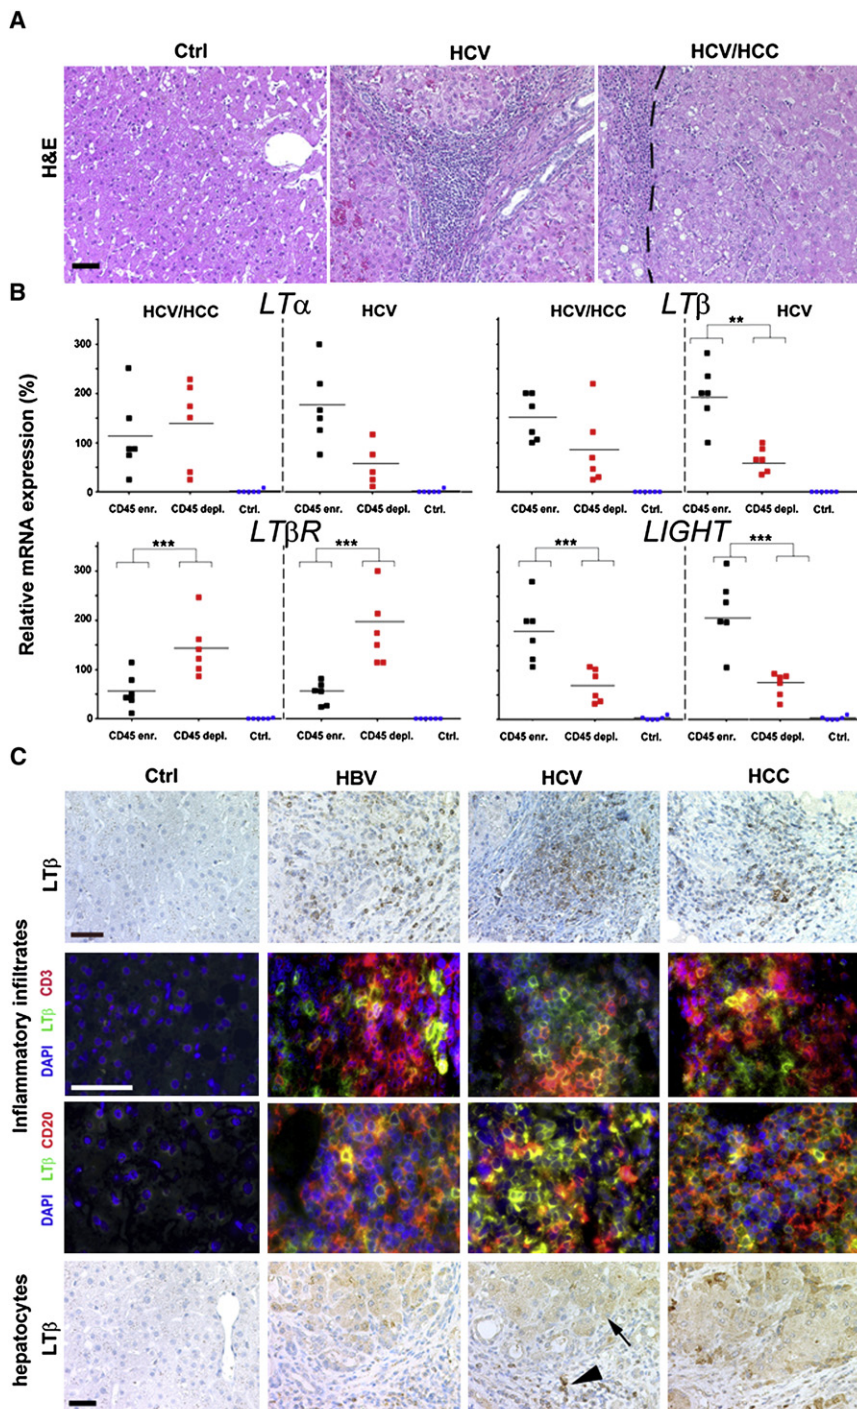 A
Ctrl HCV HCV/HCC
H&E
B
HCV/HCC LTα HCV
HCV/HCC LTβ HCV
Relative mRNA expression (%)
300
200
100
0
**
CD45 enr. CD45 depl. Ctrl. CD45 enr. CD45 depl. Ctrl.
CD45 enr. CD45 depl. Ctrl. CD45 enr. CD45 depl. Ctrl.
LTβR
LIGHT
*** ***
*** ***
300
200
100
0
CD45 enr. CD45 depl. Ctrl. CD45 enr. CD45 depl. Ctrl.
CD45 enr. CD45 depl. Ctrl. CD45 enr. CD45 depl. Ctrl.
C
Ctrl HBV HCV HCC
Inflammatory infiltrates
LTβ
DAPI LTβ CD3
DAPI LTβ CD20
hepatocytes
LTβ